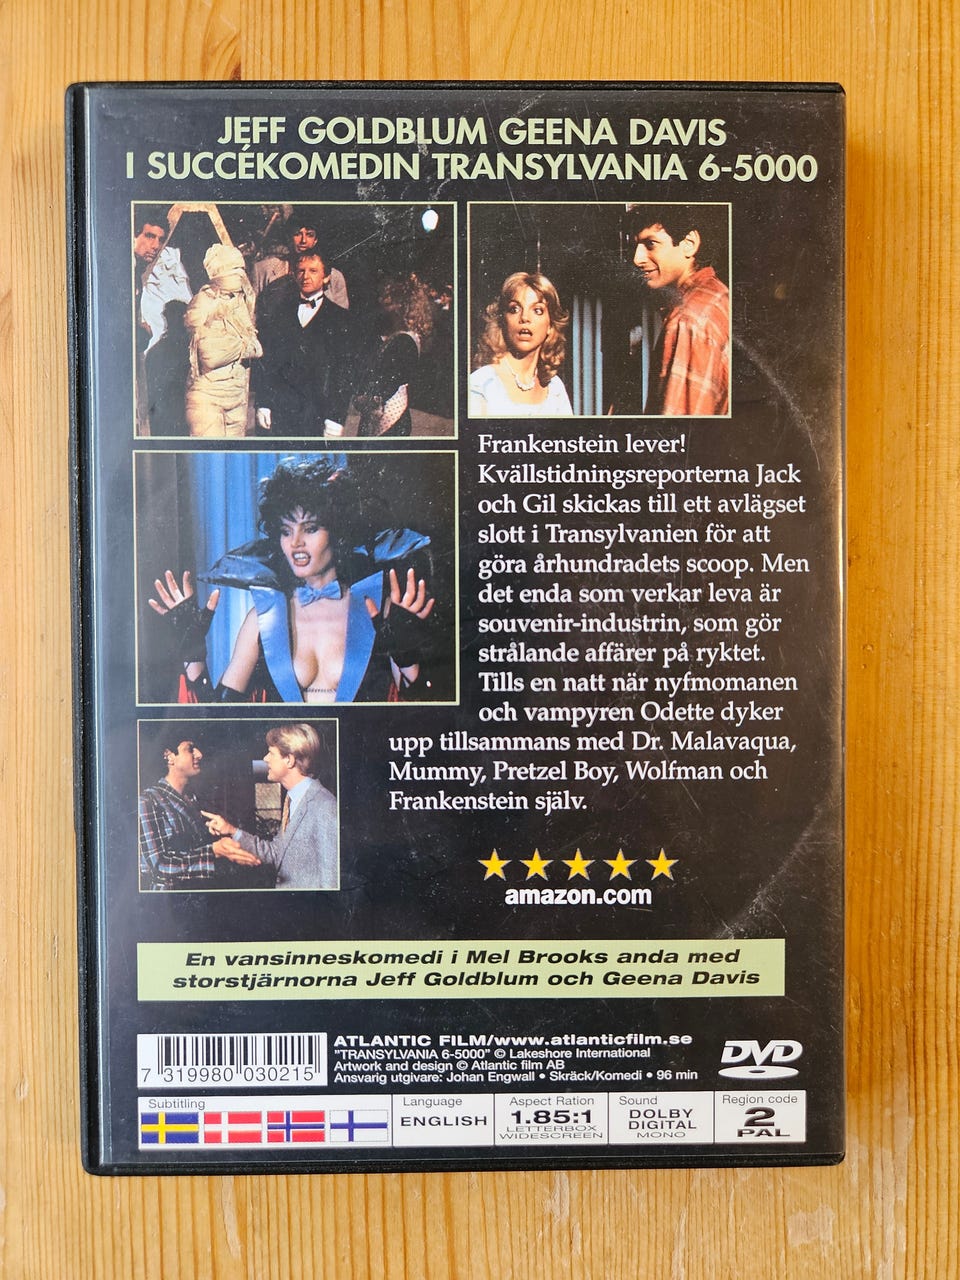 JEFF GOLDBLUM GEENA DAVIS
I SUCCÉKOMEDIN TRANSYLVANIA 6-5000
Frankenstein lever!
Kvällstidningsreporterna Jack
och Gil skickas till ett avlägset
slott i Transylvanien för att
göra århundradets scoop. Men
det enda som verkar leva är
souvenir-industrin, som gör
strålande affärer på ryktet.
Tills en natt när nyfmomanen
och vampyren Odette dyker
upp tillsammans med Dr. Malavaqua,
Mummy, Pretzel Boy, Wolfman och
Frankenstein själv.
amazon.com
En vansinneskomedi i Mel Brooks anda med
storstjärnorna Jeff Goldblum och Geena Davis
ATLANTIC FILM/www.atlanticfilm.se
"TRANSYLVANIA 6-5000" © Lakeshore International
Artwork and design © Atlantic film AB
Ansvarig utgivare: Johan Engwall • Skräck/Komedi • 96 min
7 319980 030215
DVD
Subtitling
Language
ENGLISH
Aspect Ration
1.85:1
LETTERBOX
WIDESCREEN
Sound
DOLBY
DIGITAL
MONO
Region code
2
PAL